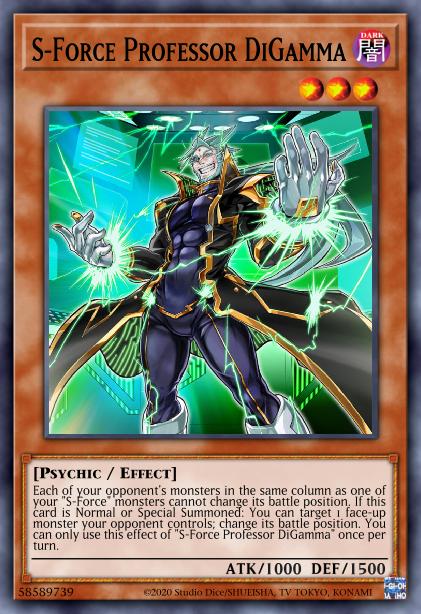 S-Force Professor DiGamma
DARK
闇
[Psychic / Effect]
Each of your opponent's monsters in the same column as one of
your "S-Force" monsters cannot change its battle position. If this
card is Normal or Special Summoned: You can target 1 face-up
monster your opponent controls; change its battle position. You
can only use this effect of "S-Force Professor DiGamma" once per
turn.
ATK/1000 DEF/1500
58589739
©2020 Studio Dice/SHUEISHA, TV TOKYO, KONAMI